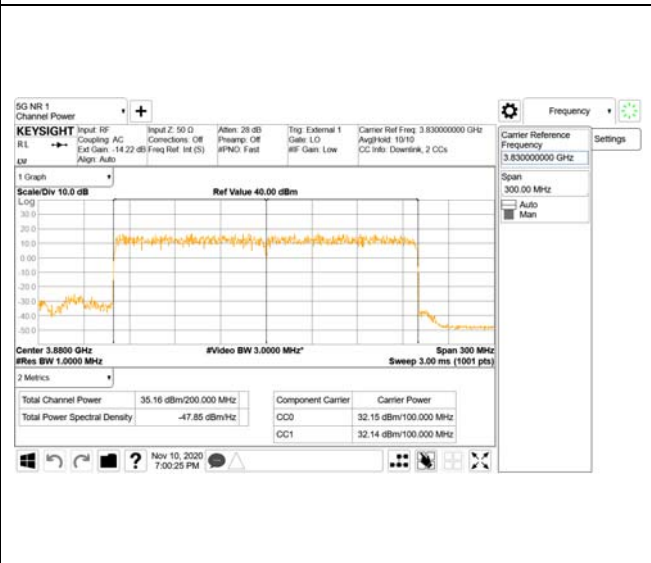 5G NR 1
Channel Power
+
Frequency
KEYSIGHT Input: RF Input Z: 50 Ω Atten: 28 dB Trig: External 1 Carrier Ref Freq: 3.830000000 GHz
RL Coupling: AC Corrections: Off Preamp: Off Gate: LO Avg|Hold: 10/10
Ext Gain: -14.22 dB Freq Ref: Int (S) #PNO: Fast #IF Gain: Low CC Info: Downlink, 2 CCs
Align: Auto
Carrier Reference
Frequency
3.830000000 GHz
Settings
Span
300.00 MHz
Auto
Man
1 Graph
Scale/Div 10.0 dB Ref Value 40.00 dBm
Log
30.0
20.0
10.0
0.00
-10.0
-20.0
-30.0
-40.0
-50.0
Center 3.8800 GHz #Video BW 3.0000 MHz* Span 300 MHz
#Res BW 1.0000 MHz Sweep 3.00 ms (1001 pts)
2 Metrics
Total Channel Power 35.16 dBm/200.000 MHz
Total Power Spectral Density -47.85 dBm/Hz
Component Carrier Carrier Power
CC0 32.15 dBm/100.000 MHz
CC1 32.14 dBm/100.000 MHz
? Nov 10, 2020
7:00:25 PM